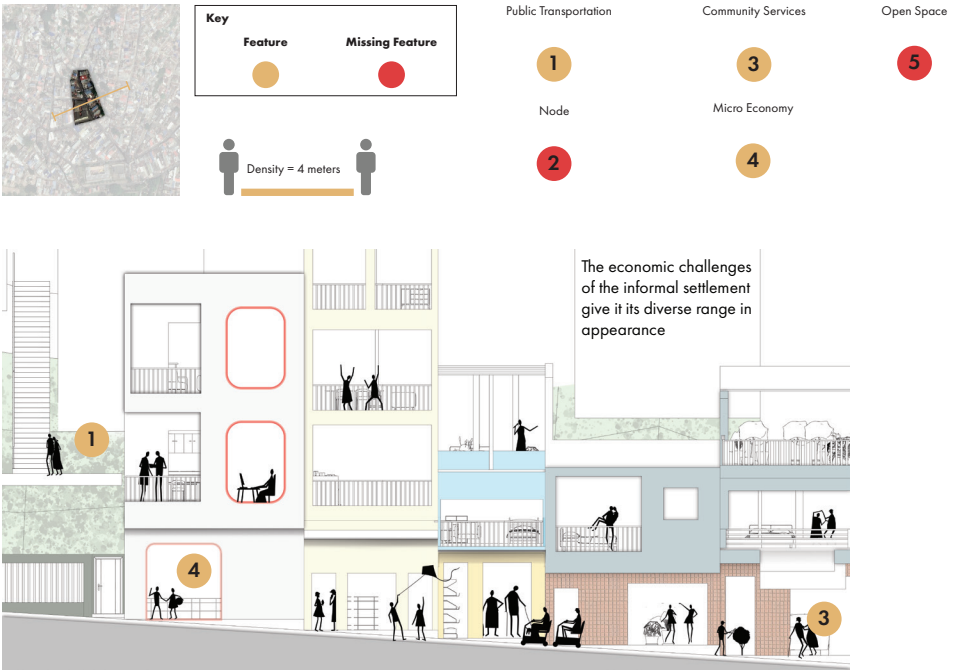 Key
Feature
Missing Feature
Density = 4 meters
Public Transportation
1
Node
2
Community Services
3
Micro Economy
4
Open Space
5
The economic challenges
of the informal settlement
give it its diverse range in
appearance
1
4
3